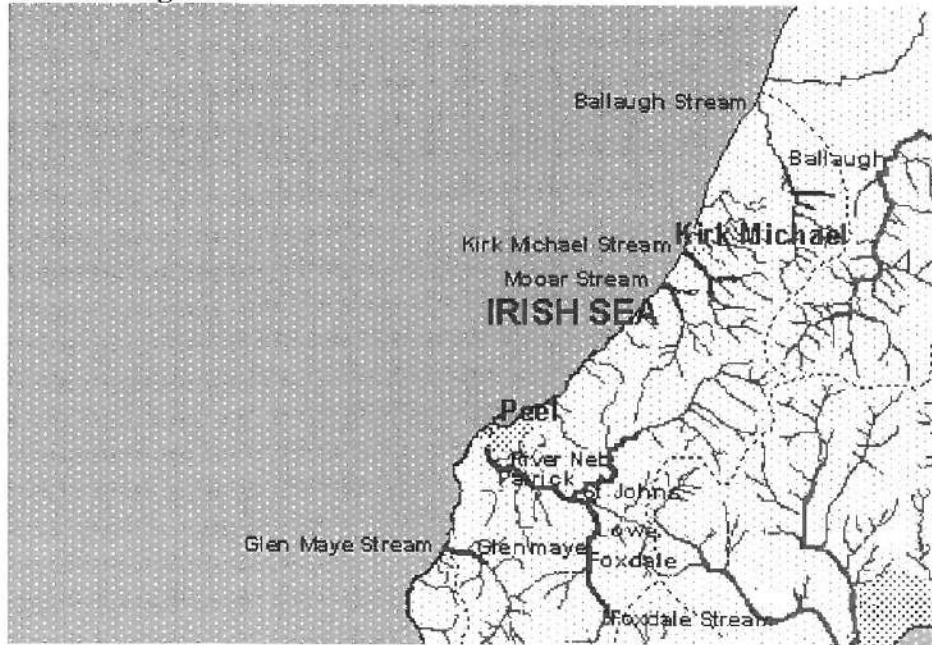 Ballaugh Stream
Ballaugh
Kirk Michael Stream
Kirk Michael
Mooar Stream
IRISH SEA
Peel
River Neb
Patrick
St Johns
Glen Maye Stream
Glenmaye
Lowe
Foxdale
Foxdale Stream